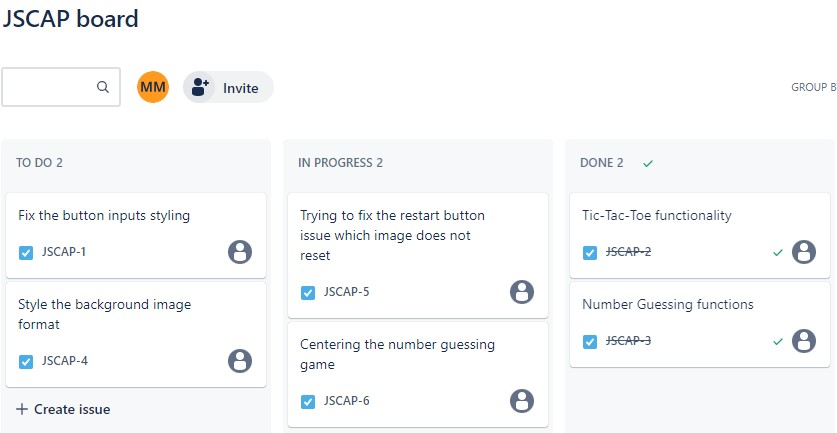 JSCAP board
MM
Invite
GROUP B
TO DO 2
Fix the button inputs styling
JSCAP-1
Style the background image
format
JSCAP-4
+ Create issue
IN PROGRESS 2
Trying to fix the restart button
issue which image does not
reset
JSCAP-5
Centering the number guessing
game
JSCAP-6
DONE 2
Tic-Tac-Toe functionality
JSCAP-2
Number Guessing functions
JSCAP-3